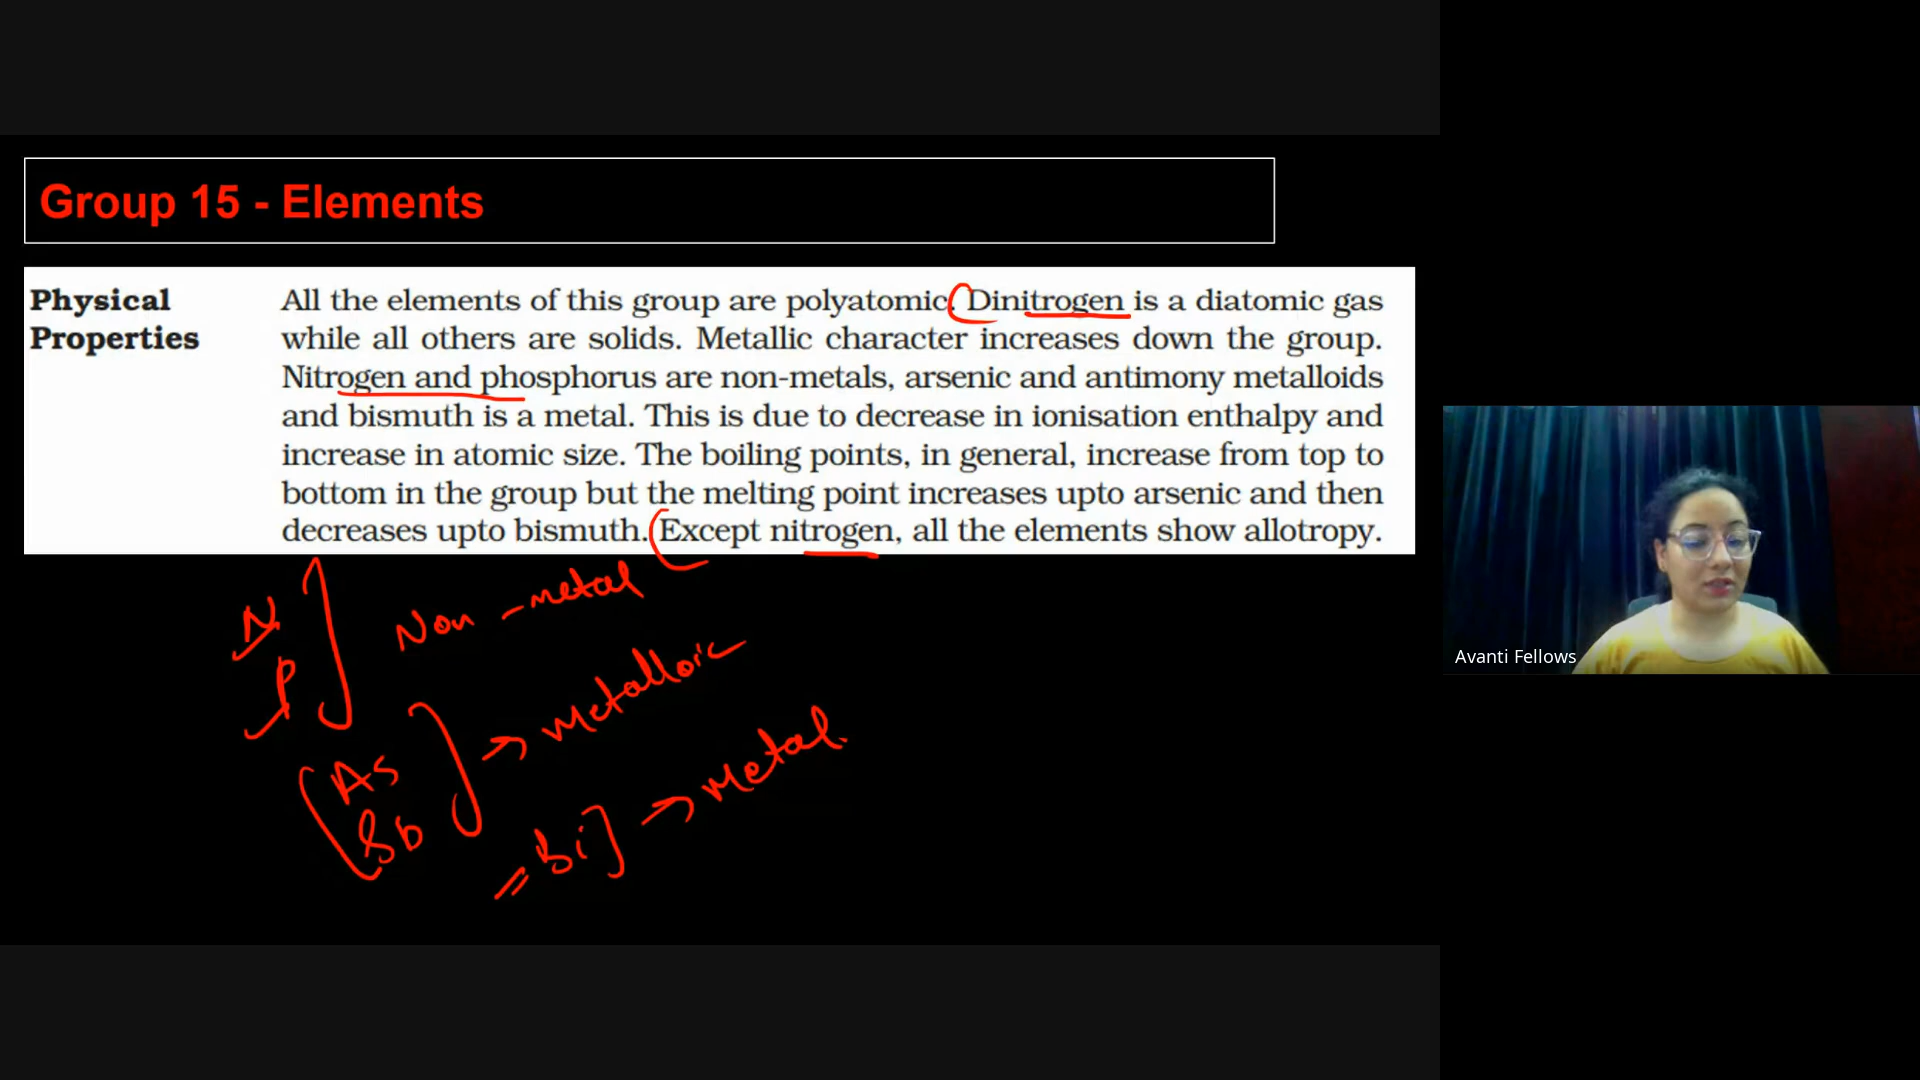 Group 15 - Elements
Physical
Properties
All the elements of this group are polyatomic. Dinitrogen is a diatomic gas
while all others are solids. Metallic character increases down the group.
Nitrogen and phosphorus are non-metals, arsenic and antimony metalloids
and bismuth is a metal. This is due to decrease in ionisation enthalpy and
increase in atomic size. The boiling points, in general, increase from top to
bottom in the group but the melting point increases upto arsenic and then
decreases upto bismuth. Except nitrogen, all the elements show allotropy.
N
P
Non-metal
As
Sb
→ Metalloic
Bi] → Metal.
Avanti Fellows